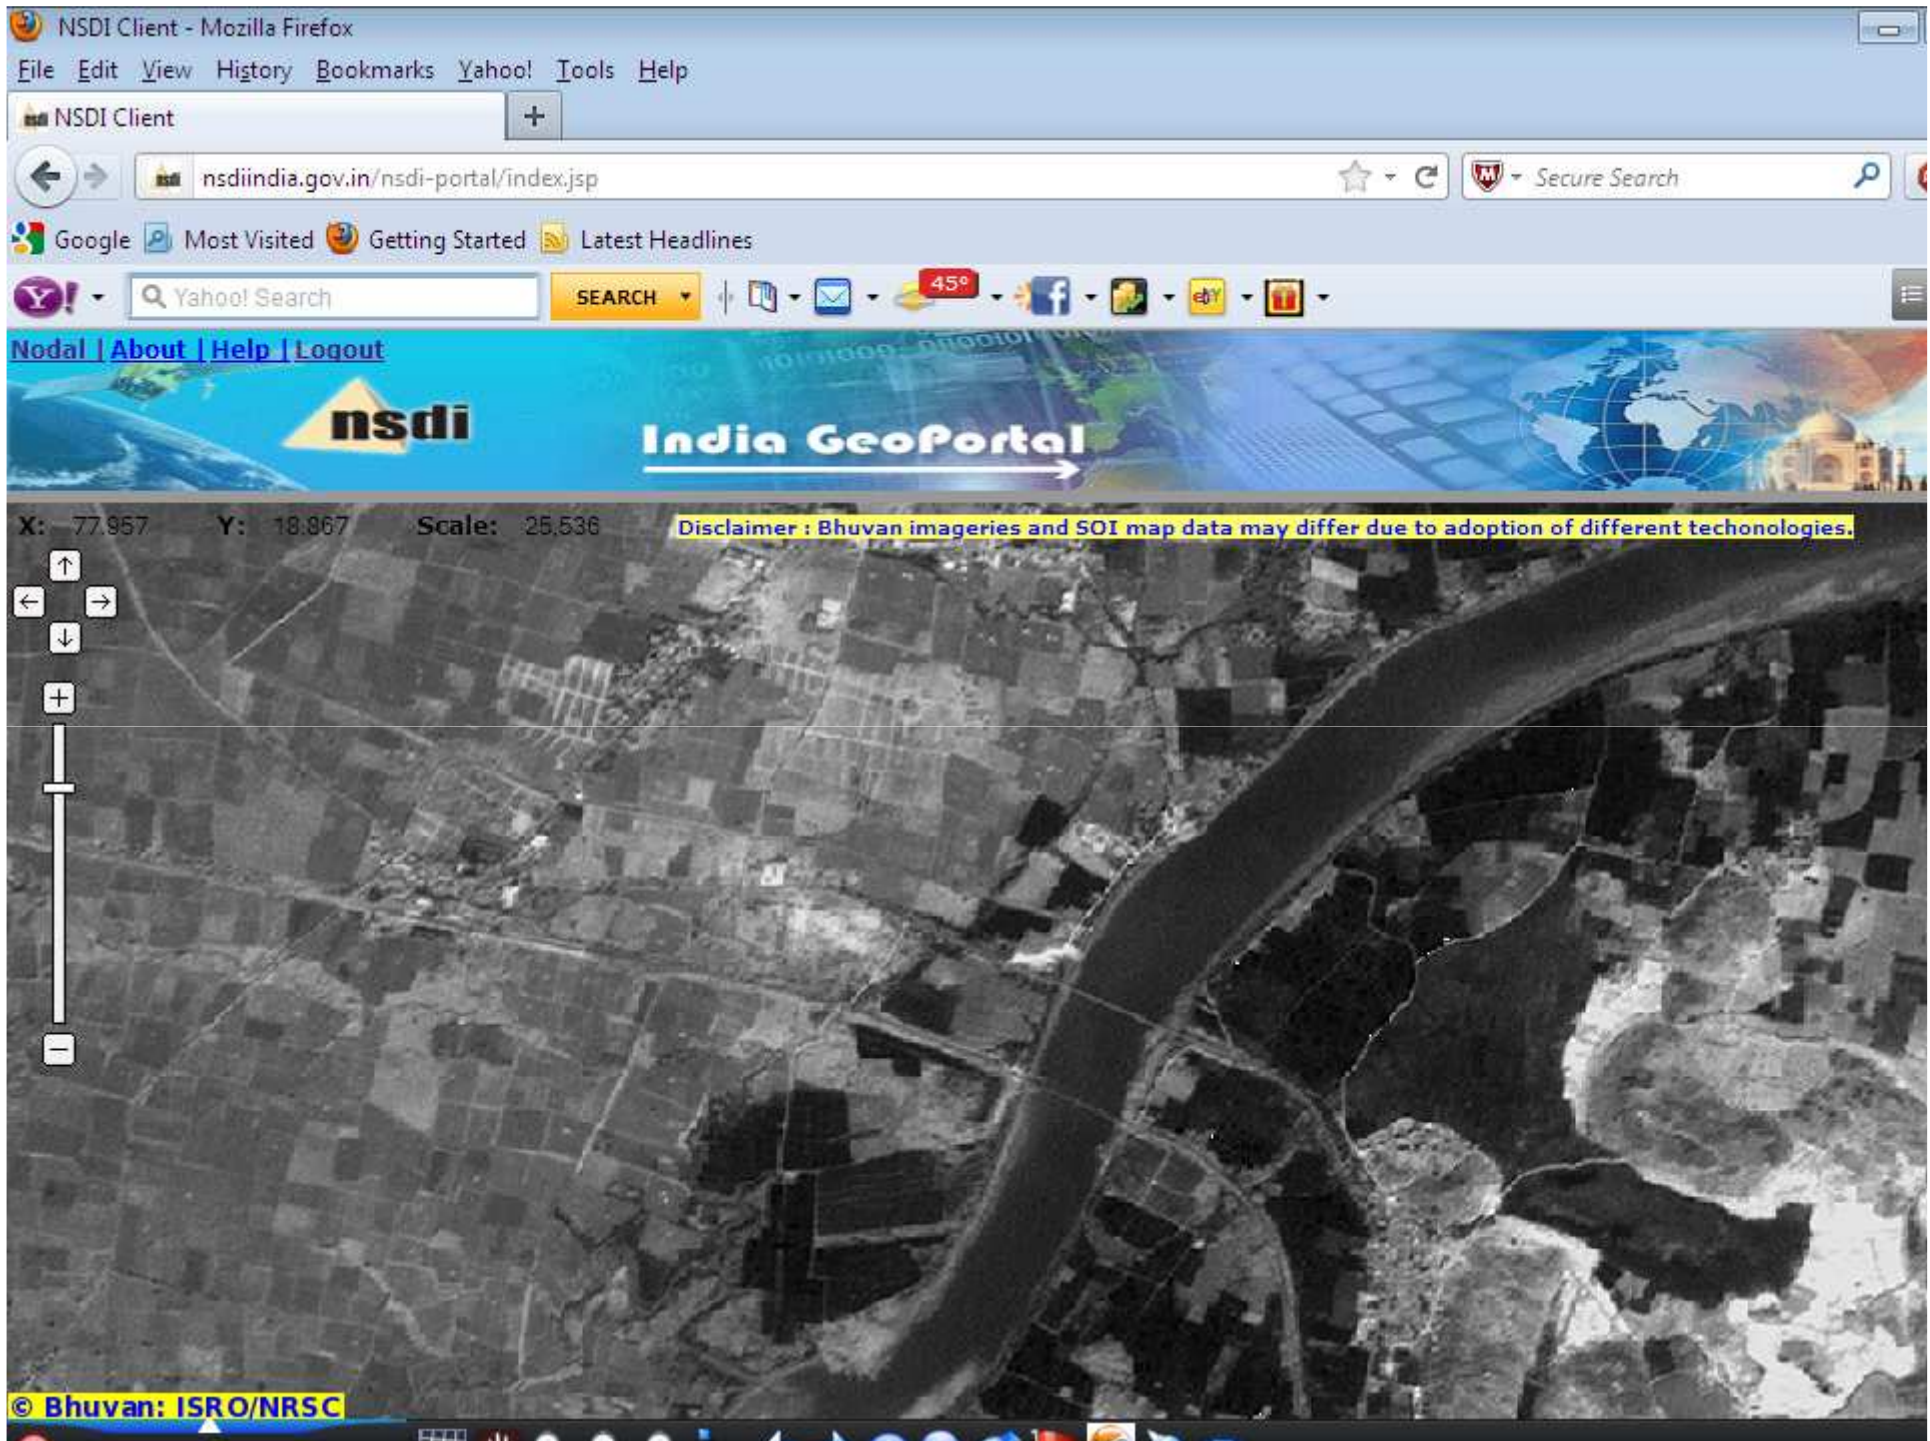 NSDI Client - Mozilla Firefox
File Edit View History Bookmarks Yahoo! Tools Help
NSDI Client
nsdiindia.gov.in/nsdi-portal/index.jsp
Secure Search
Google Most Visited Getting Started Latest Headlines
Y! Yahoo! Search SEARCH 45° ebY
Nodal | About | Help | Logout
nsdi
India GeoPortal
X: 77.957 Y: 18.867 Scale: 25,536
Disclaimer : Bhuvan imageries and SOI map data may differ due to adoption of different techonologies.
© Bhuvan: ISRO/NRSC